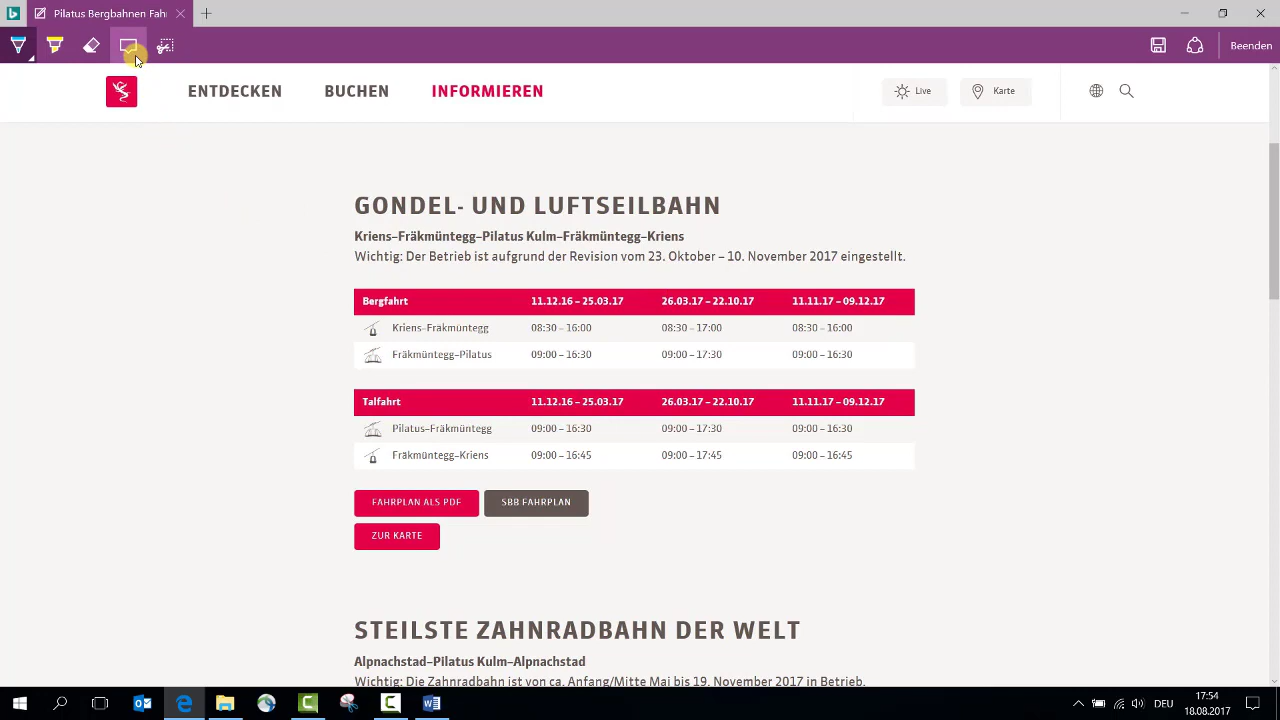 Pilatus Bergbahnen Fahr
Beenden
ENTDECKEN BUCHEN INFORMIEREN Live Karte
GONDEL- UND LUFTSEILBAHN
Kriens–Fräkmüntegg–Pilatus Kulm–Fräkmüntegg–Kriens
Wichtig: Der Betrieb ist aufgrund der Revision vom 23. Oktober – 10. November 2017 eingestellt.
Bergfahrt 11.12.16 – 25.03.17 26.03.17 – 22.10.17 11.11.17 – 09.12.17
Kriens–Fräkmüntegg 08:30 – 16:00 08:30 – 17:00 08:30 – 16:00
Fräkmüntegg–Pilatus 09:00 – 16:30 09:00 – 17:30 09:00 – 16:30
Talfahrt 11.12.16 – 25.03.17 26.03.17 – 22.10.17 11.11.17 – 09.12.17
Pilatus–Fräkmüntegg 09:00 – 16:30 09:00 – 17:30 09:00 – 16:30
Fräkmüntegg–Kriens 09:00 – 16:45 09:00 – 17:45 09:00 – 16:45
FAHRPLAN ALS PDF SBB FAHRPLAN
ZUR KARTE
STEILSTE ZAHNRADBAHN DER WELT
Alpnachstad–Pilatus Kulm–Alpnachstad
Wichtig: Die Zahnradbahn ist von ca. Anfang/Mitte Mai bis 19. November 2017 in Betrieb.
DEU
17:54
18.08.2017